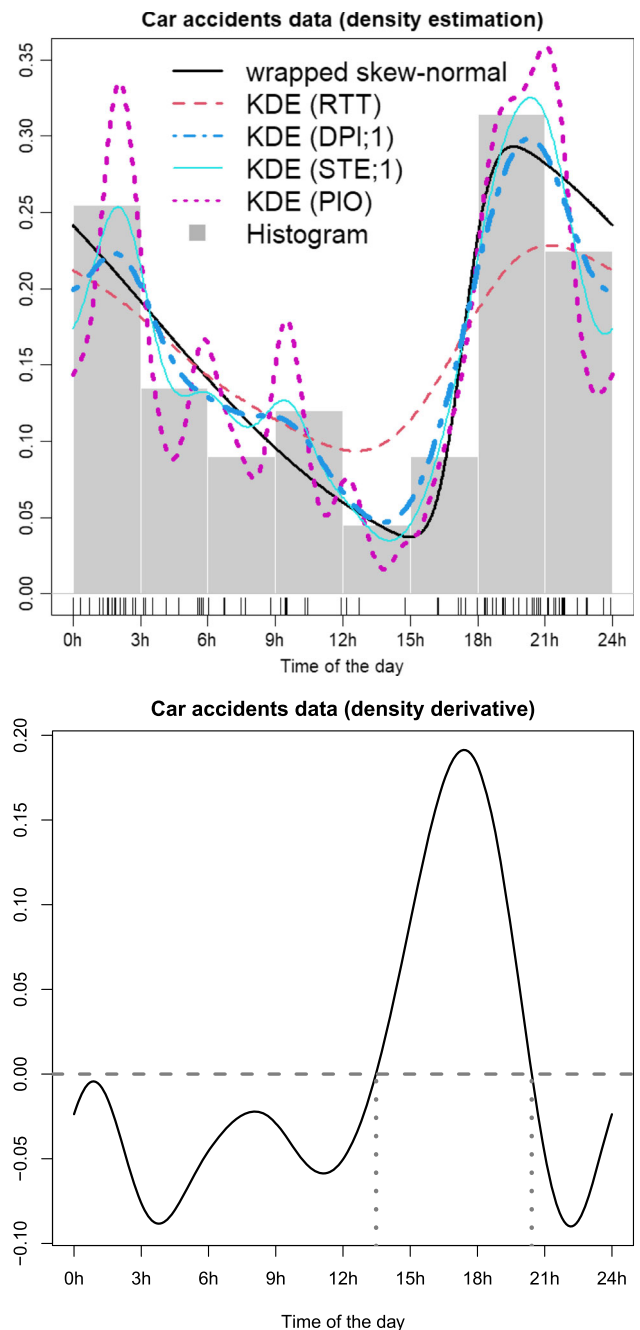 Car accidents data (density estimation)
wrapped skew-normal
KDE (RTT)
KDE (DPI;1)
KDE (STE;1)
KDE (PIO)
Histogram
0.35
0.30
0.25
0.20
0.15
0.10
0.05
0.00
0h 3h 6h 9h 12h 15h 18h 21h 24h
Time of the day
Car accidents data (density derivative)
0.20
0.15
0.10
0.05
0.00
−0.05
−0.10
0h 3h 6h 9h 12h 15h 18h 21h 24h
Time of the day